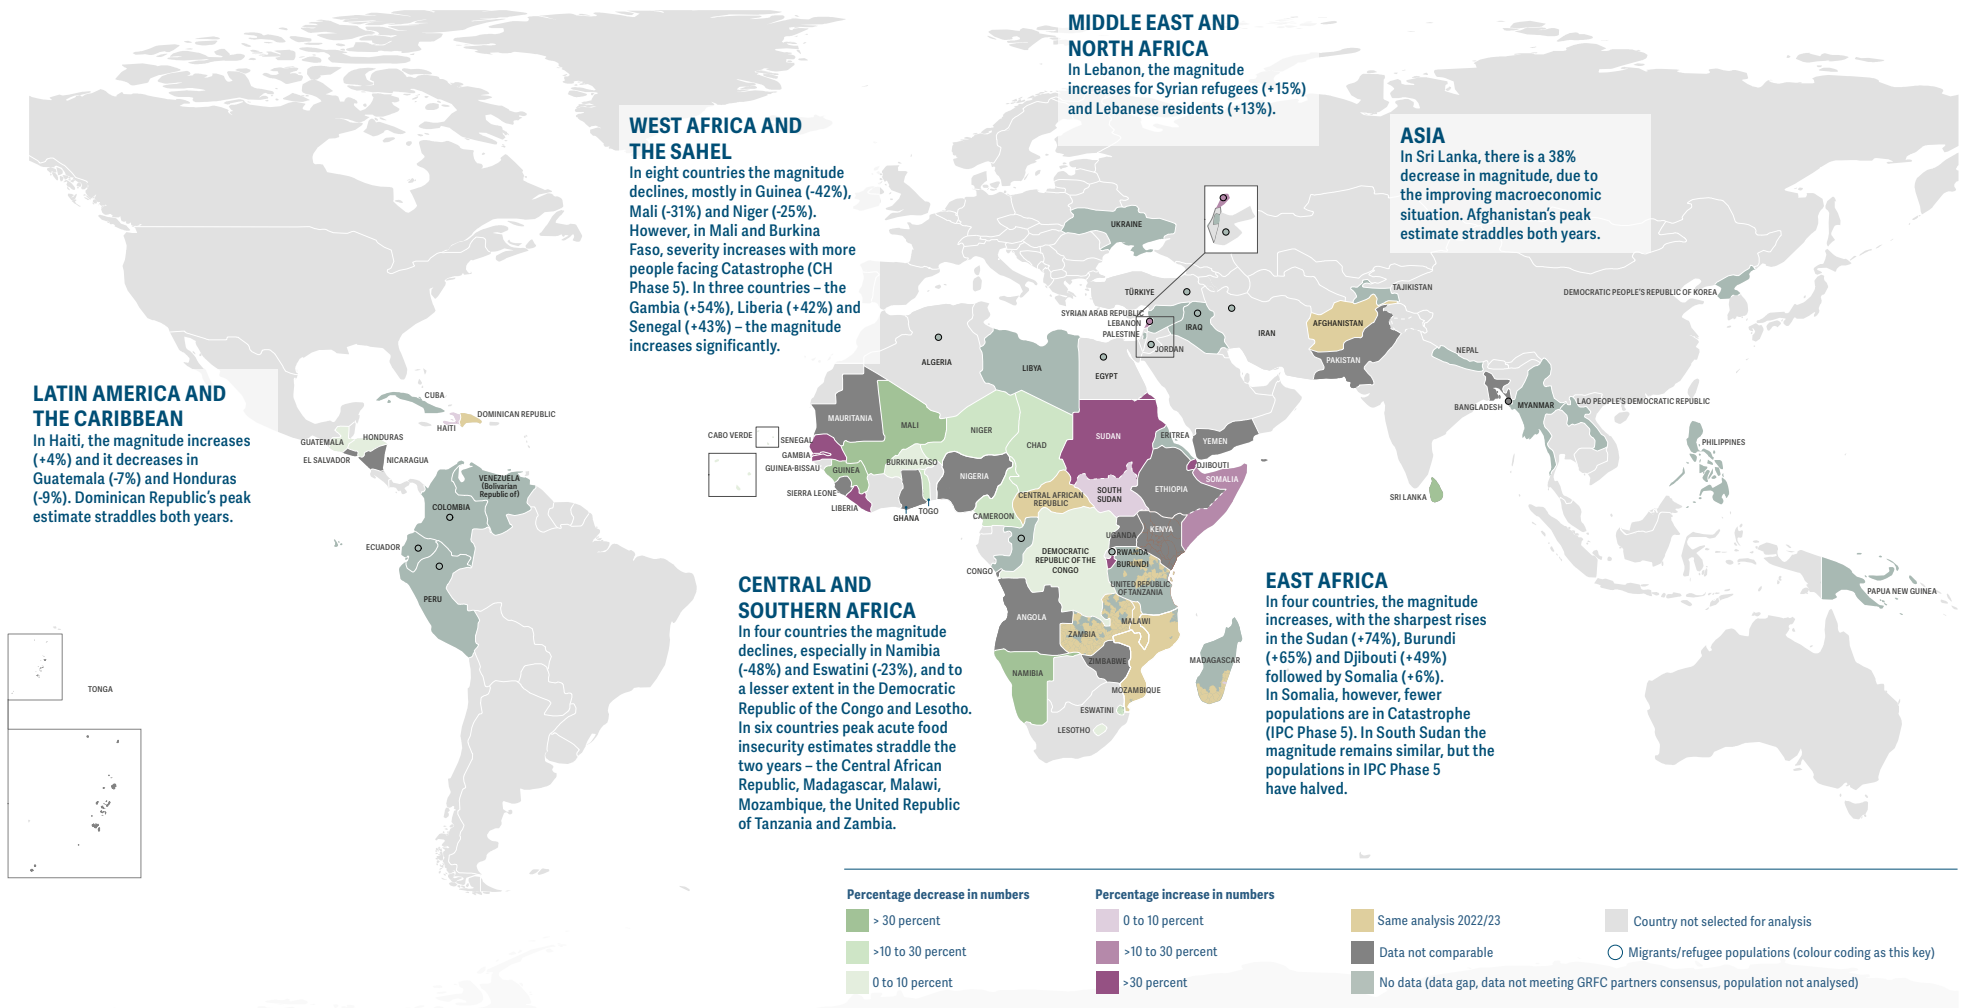 MIDDLE EAST AND
NORTH AFRICA
In Lebanon, the magnitude
increases for Syrian refugees (+15%)
and Lebanese residents (+13%).
WEST AFRICA AND
THE SAHEL
In eight countries the magnitude
declines, mostly in Guinea (-42%),
Mali (-31%) and Niger (-25%).
However, in Mali and Burkina
Faso, severity increases with more
people facing Catastrophe (CH
Phase 5). In three countries – the
Gambia (+54%), Liberia (+42%) and
Senegal (+43%) – the magnitude
increases significantly.
ASIA
In Sri Lanka, there is a 38%
decrease in magnitude, due to
the improving macroeconomic
situation. Afghanistan's peak
estimate straddles both years.
LATIN AMERICA AND
THE CARIBBEAN
In Haiti, the magnitude increases
(+4%) and it decreases in
Guatemala (-7%) and Honduras
(-9%). Dominican Republic's peak
estimate straddles both years.
CENTRAL AND
SOUTHERN AFRICA
In four countries the magnitude
declines, especially in Namibia
(-48%) and Eswatini (-23%), and to
a lesser extent in the Democratic
Republic of the Congo and Lesotho.
In six countries peak acute food
insecurity estimates straddle the
two years – the Central African
Republic, Madagascar, Malawi,
Mozambique, the United Republic
of Tanzania and Zambia.
EAST AFRICA
In four countries, the magnitude
increases, with the sharpest rises
in the Sudan (+74%), Burundi
(+65%) and Djibouti (+49%)
followed by Somalia (+6%).
In Somalia, however, fewer
populations are in Catastrophe
(IPC Phase 5). In South Sudan the
magnitude remains similar, but the
populations in IPC Phase 5
have halved.
CUBA
DOMINICAN REPUBLIC
HAITI
GUATEMALA
HONDURAS
EL SALVADOR
NICARAGUA
VENEZUELA
(Bolivarian
Republic of)
COLOMBIA
ECUADOR
PERU
TONGA
UKRAINE
TÜRKIYE
SYRIAN ARAB REPUBLIC
LEBANON
PALESTINE
JORDAN
IRAQ
IRAN
AFGHANISTAN
PAKISTAN
TAJIKISTAN
DEMOCRATIC PEOPLE'S REPUBLIC OF KOREA
NEPAL
BANGLADESH
MYANMAR
LAO PEOPLE'S DEMOCRATIC REPUBLIC
PHILIPPINES
SRI LANKA
PAPUA NEW GUINEA
ALGERIA
LIBYA
EGYPT
MAURITANIA
MALI
NIGER
CHAD
SUDAN
ERITREA
YEMEN
DJIBOUTI
SOMALIA
CABO VERDE
SENEGAL
GAMBIA
GUINEA-BISSAU
GUINEA
SIERRA LEONE
LIBERIA
BURKINA FASO
GHANA
TOGO
NIGERIA
CAMEROON
CENTRAL AFRICAN
REPUBLIC
SOUTH
SUDAN
ETHIOPIA
UGANDA
KENYA
RWANDA
BURUNDI
UNITED REPUBLIC
OF TANZANIA
CONGO
DEMOCRATIC
REPUBLIC OF THE
CONGO
ANGOLA
ZAMBIA
MALAWI
ZIMBABWE
MOZAMBIQUE
NAMIBIA
ESWATINI
LESOTHO
MADAGASCAR
Percentage decrease in numbers
> 30 percent
>10 to 30 percent
0 to 10 percent
Percentage increase in numbers
0 to 10 percent
>10 to 30 percent
>30 percent
Same analysis 2022/23
Data not comparable
No data (data gap, data not meeting GRFC partners consensus, population not analysed)
Country not selected for analysis
Migrants/refugee populations (colour coding as this key)